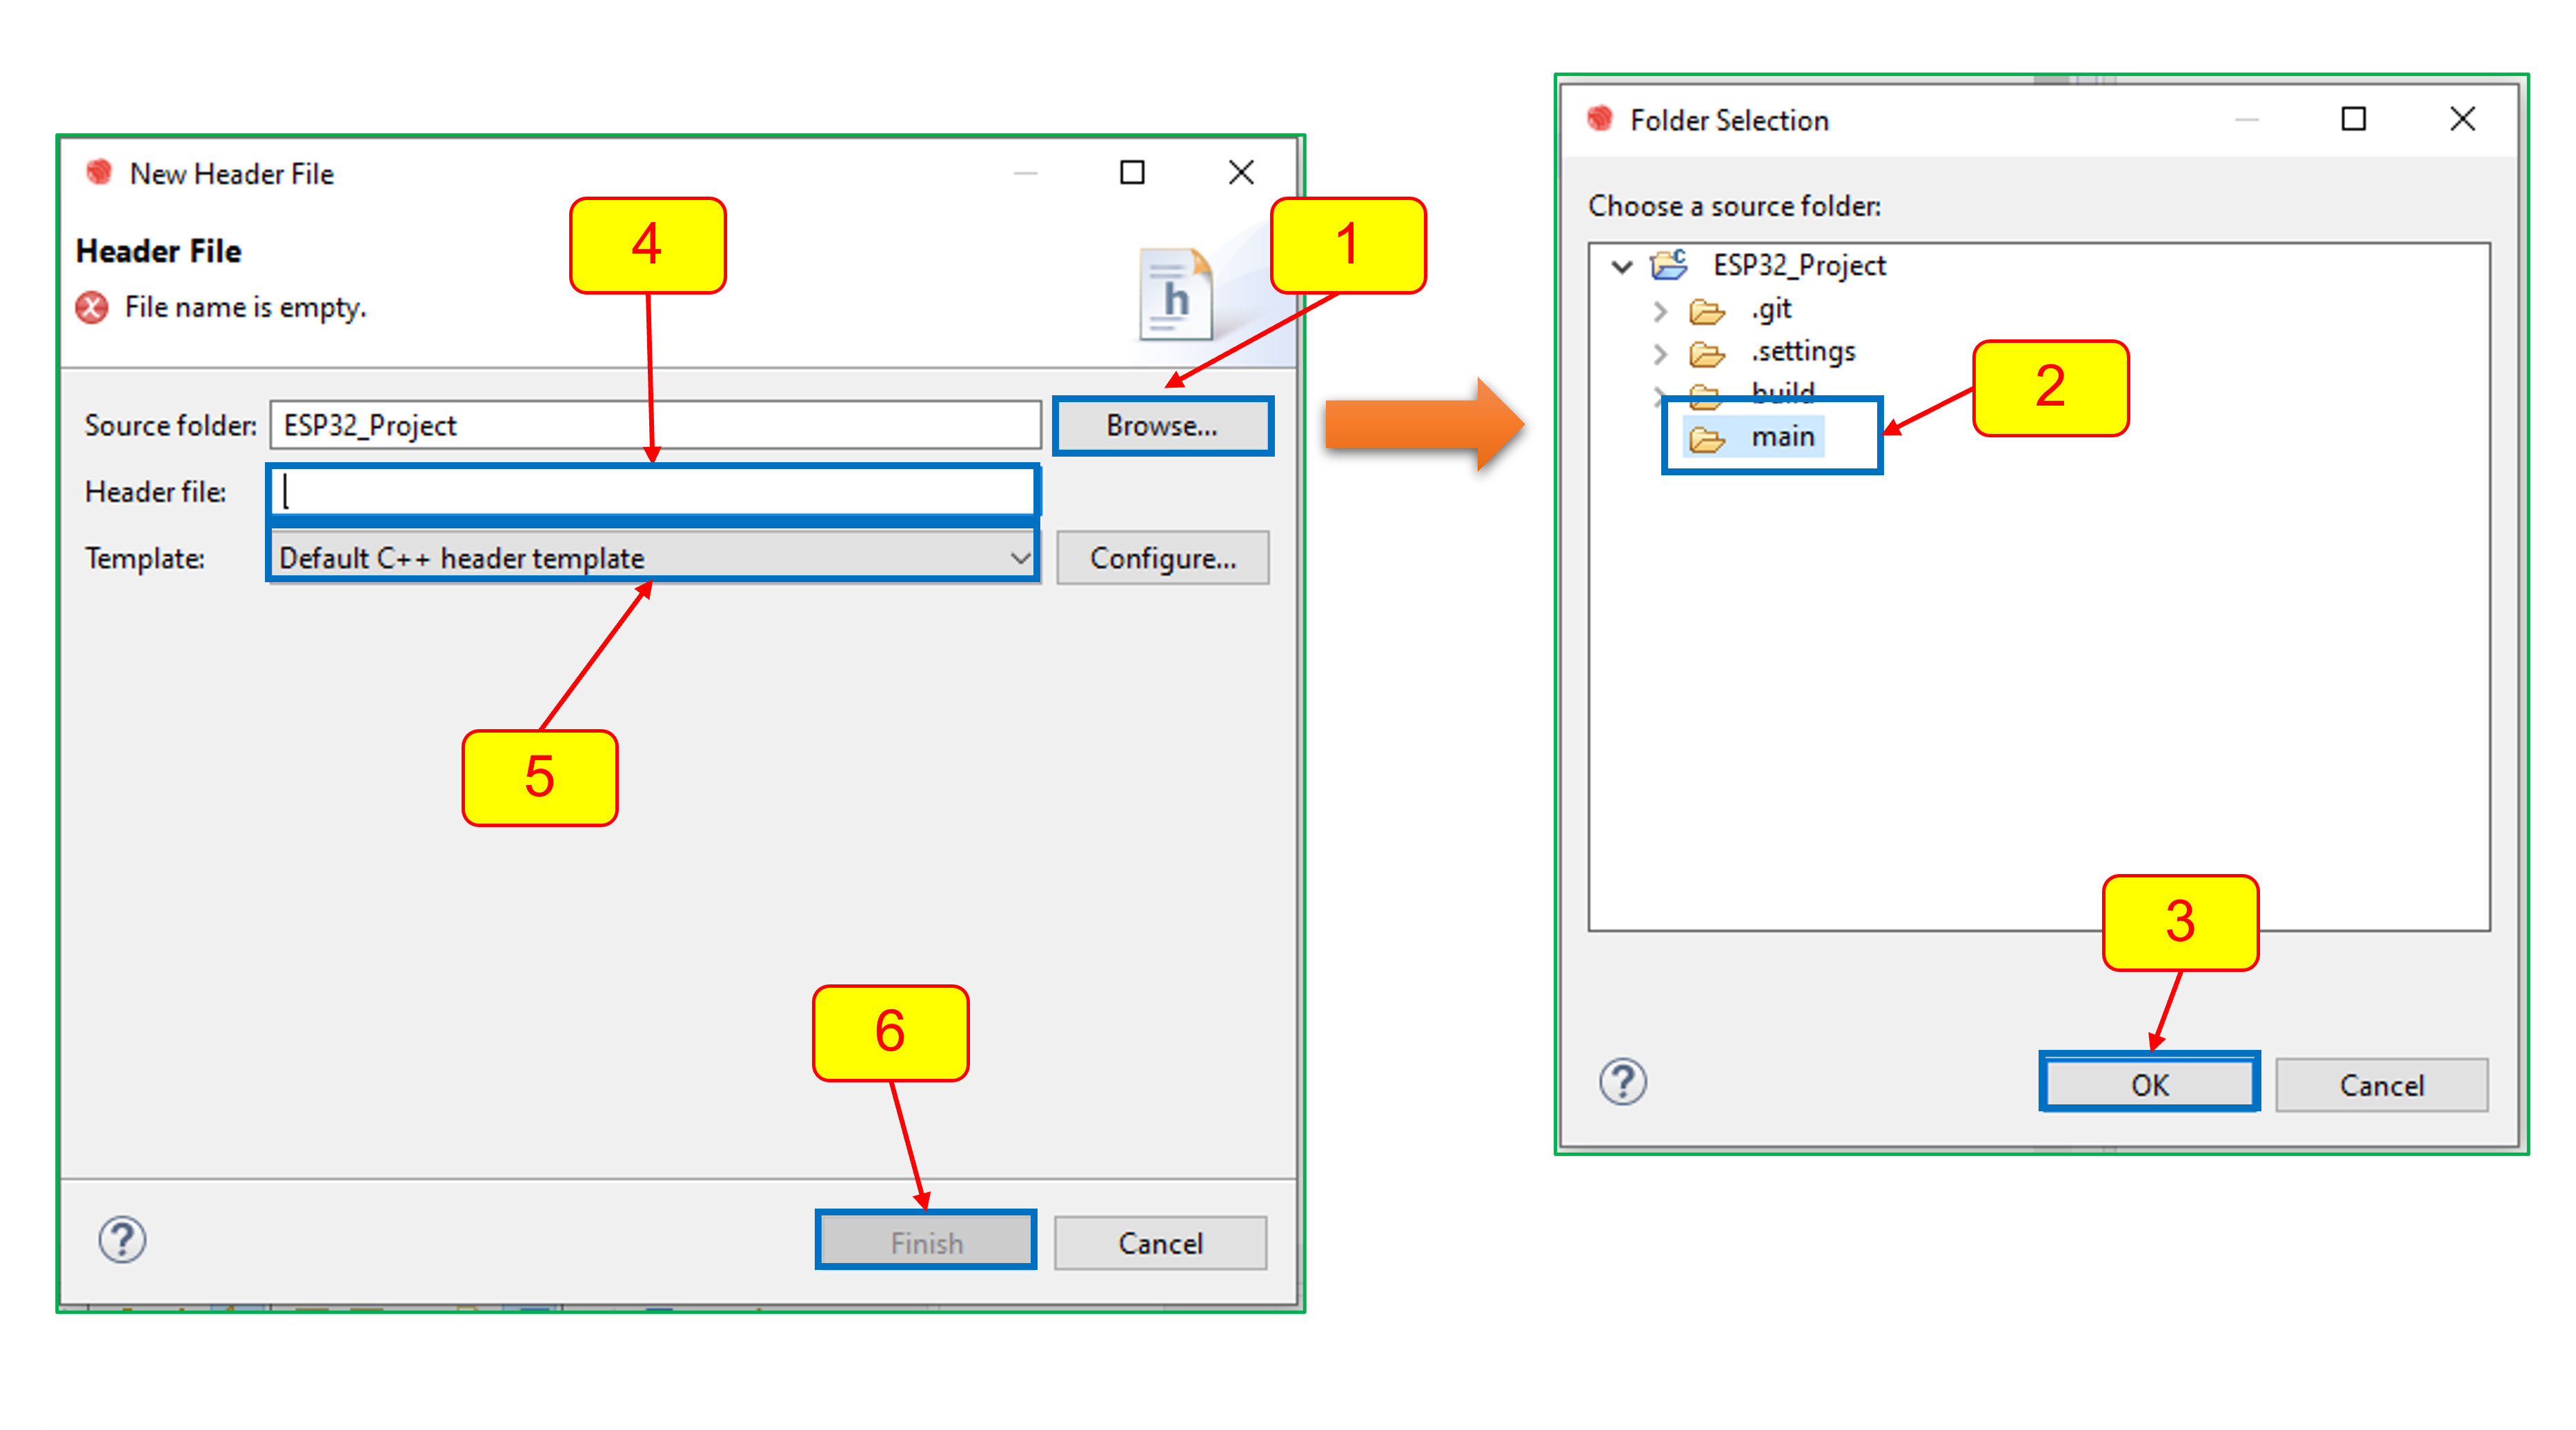 New Header File
Header File
File name is empty.
4
1
Source folder: ESP32_Project Browse...
Header file:
Template: Default C++ header template Configure...
5
6
Finish Cancel
Folder Selection
Choose a source folder:
ESP32_Project
.git
.settings
build
main
2
3
OK Cancel